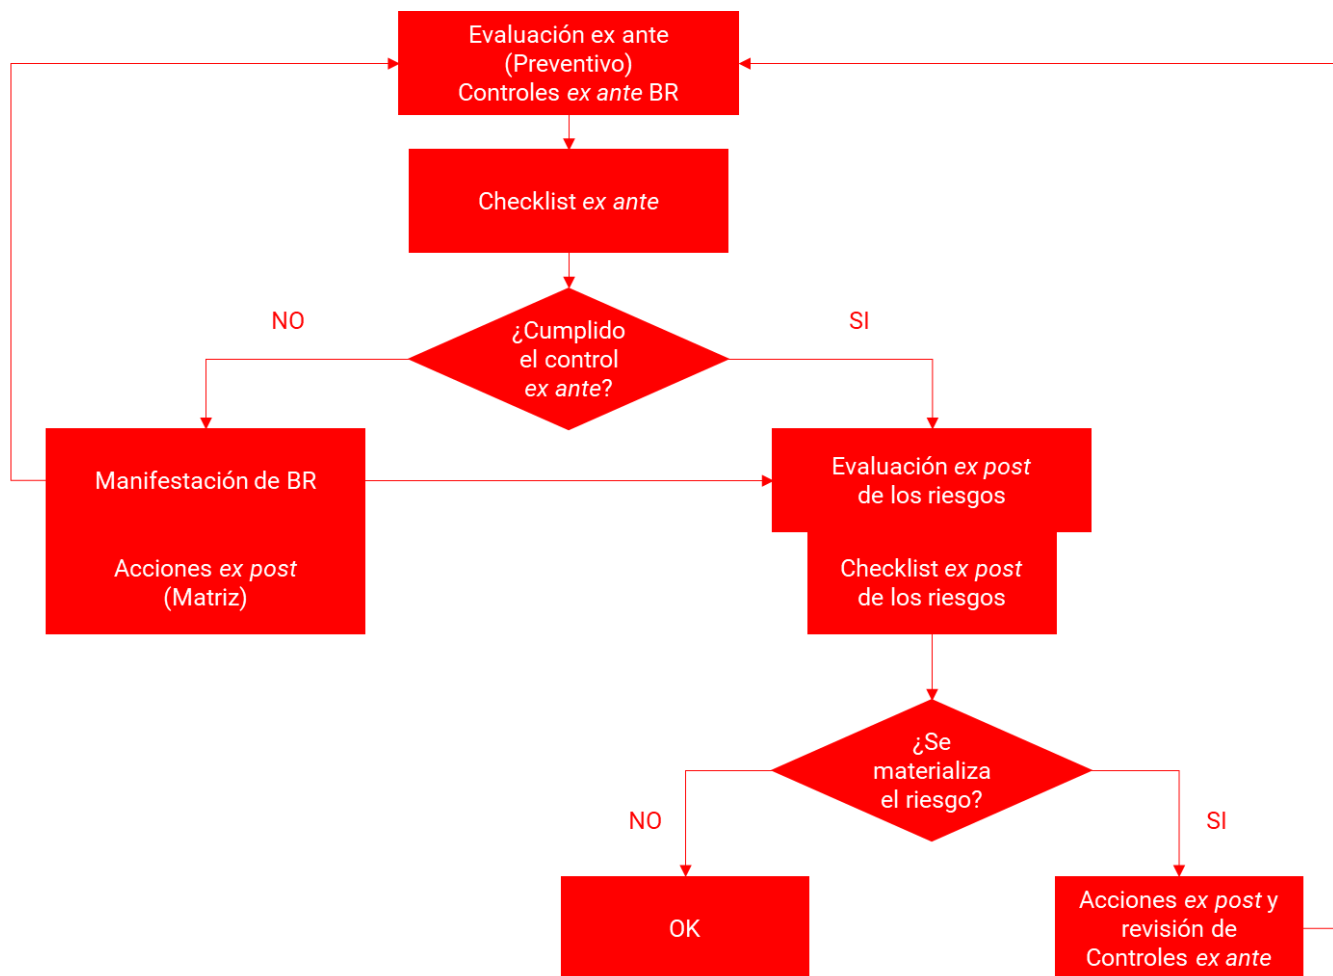 Evaluación ex ante
(Preventivo)
Controles ex ante BR
Checklist ex ante
NO
SI
¿Cumplido
el control
ex ante?
Manifestación de BR
Acciones ex post
(Matriz)
Evaluación ex post
de los riesgos
Checklist ex post
de los riesgos
¿Se
materializa
el riesgo?
NO
SI
OK
Acciones ex post y
revisión de
Controles ex ante